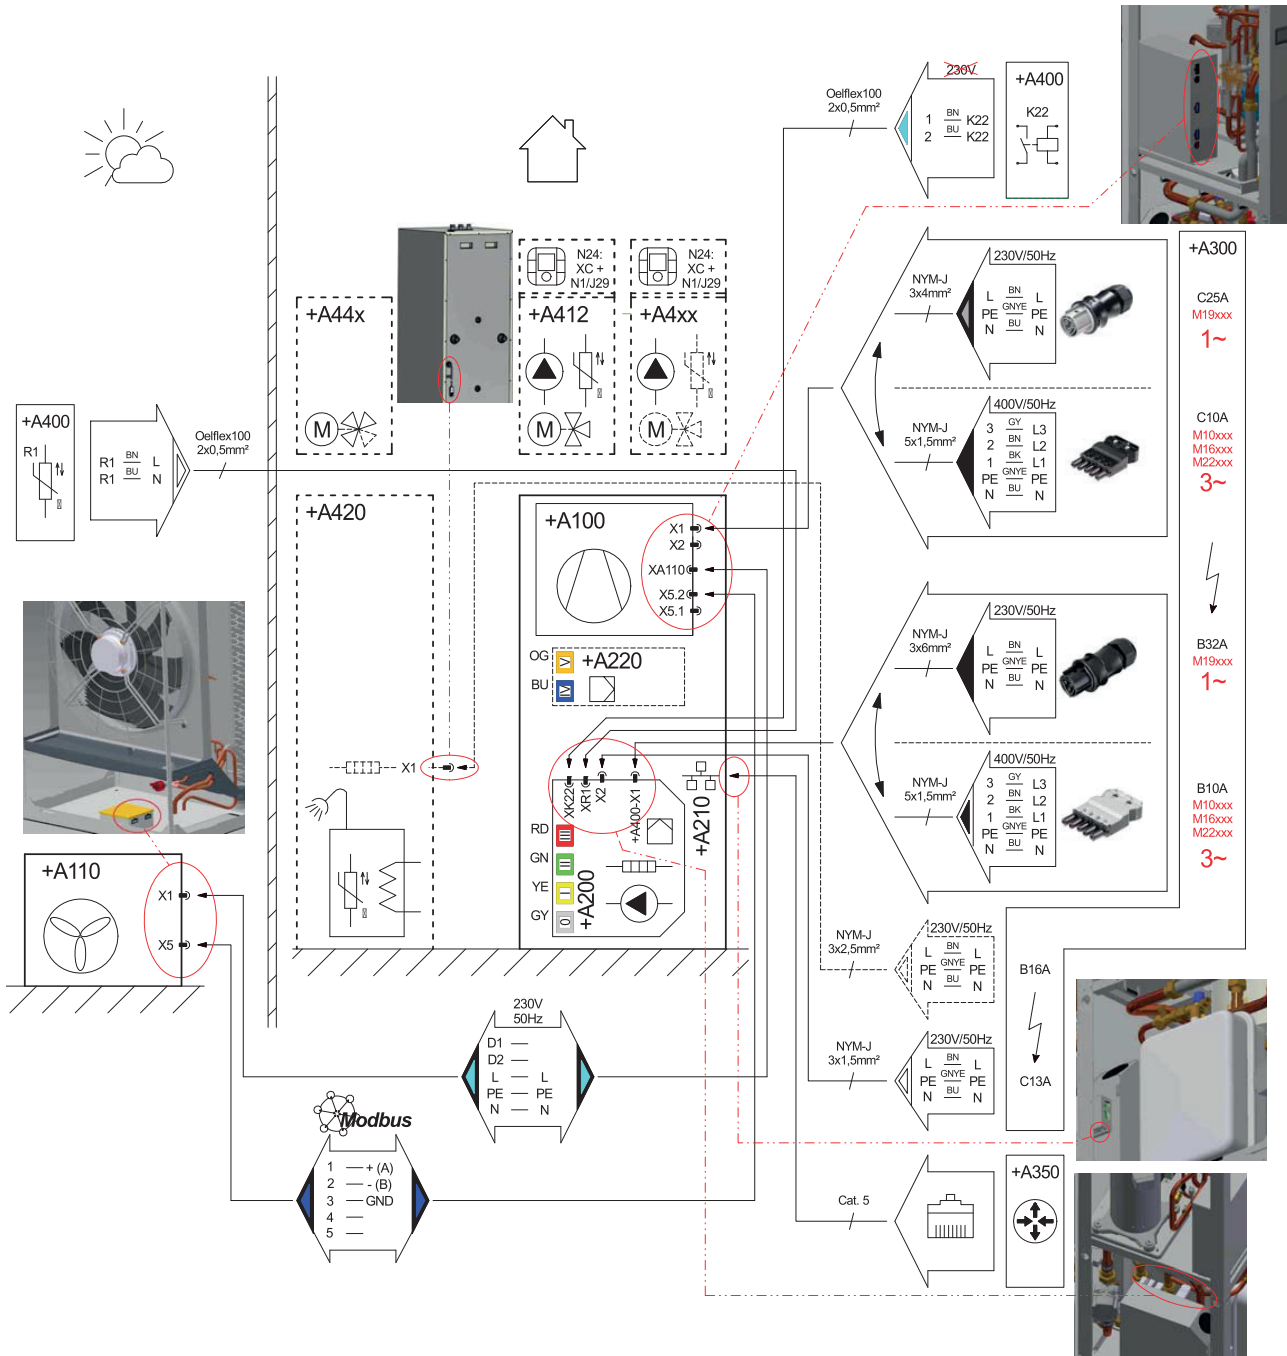 230V
+A400
K22
Oelflex100
2x0,5mm²
1 BN K22
2 BU K22
+A300
N24:
XC +
N1/J29
N24:
XC +
N1/J29
+A44x
M
+A412
M
+A4xx
M
230V/50Hz
NYM-J
3x4mm²
L BN L
PE GNYE PE
N BU N
C25A
M19xxx
1~
400V/50Hz
NYM-J
5x1,5mm²
3 GY L3
2 BN L2
1 BK L1
PE GNYE PE
N BU N
C10A
M10xxx
M16xxx
M22xxx
3~
+A400
R1
R1 BN L
R1 BU N
Oelflex100
2x0,5mm²
+A420
X1
+A100
X1
X2
XA110
X5.2
X5.1
OG V +A220
BU IV
XK22
XR1
X2
+A400-X1
+A210
RD III
GN II
YE I
GY 0
+A200
230V/50Hz
NYM-J
3x6mm²
L BN L
PE GNYE PE
N BU N
B32A
M19xxx
1~
400V/50Hz
NYM-J
5x1,5mm²
3 GY L3
2 BN L2
1 BK L1
PE GNYE PE
N BU N
B10A
M10xxx
M16xxx
M22xxx
3~
+A110
X1
X5
230V/50Hz
NYM-J
3x2,5mm²
L BN L
PE GNYE PE
N BU N
B16A
230V/50Hz
NYM-J
3x1,5mm²
L BN L
PE GNYE PE
N BU N
C13A
230V
50Hz
D1
D2
L L
PE PE
N N
Modbus
1 + (A)
2 - (B)
3 GND
4
5
Cat. 5
+A350